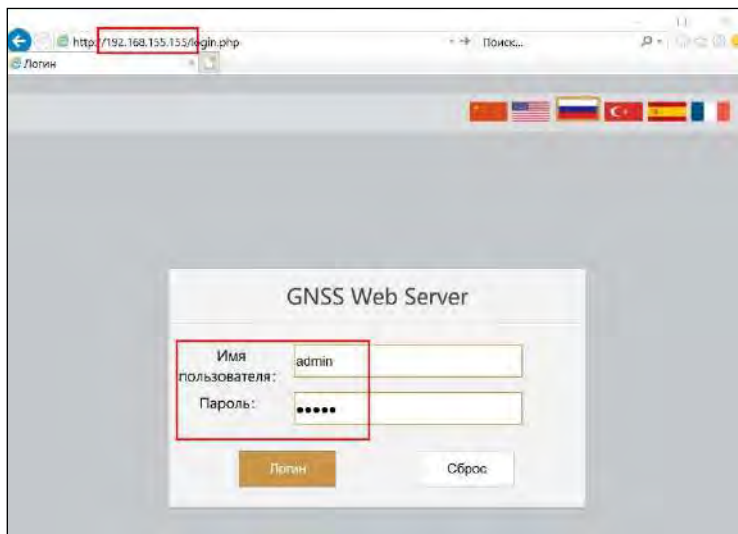 http://192.168.155.155/login.php
Поиск...
Логин
GNSS Web Server
Имя
пользователя:
admin
Пароль:
•••••
Логин
Сброс